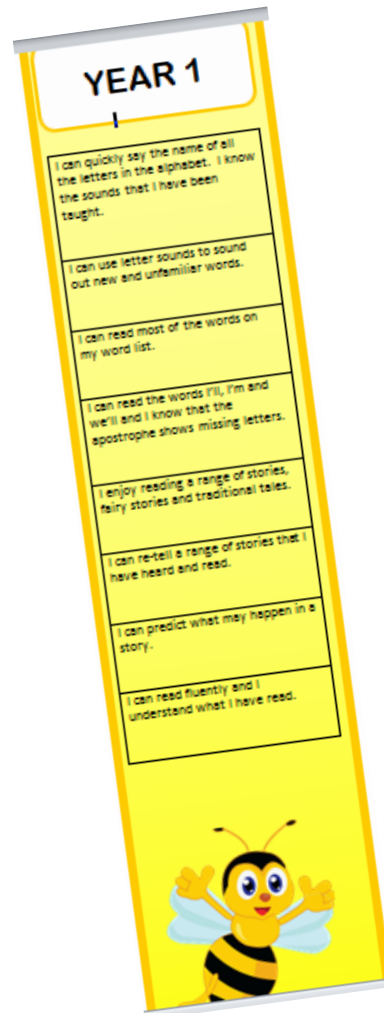 YEAR 1
I can quickly say the name of all
the letters in the alphabet. I know
the sounds that I have been
taught.
I can use letter sounds to sound
out new and unfamiliar words.
I can read most of the words on
my word list.
I can read the words I'll, I'm and
we'll and I know that the
apostrophe shows missing letters.
I enjoy reading a range of stories,
fairy stories and traditional tales.
I can re-tell a range of stories that I
have heard and read.
I can predict what may happen in a
story.
I can read fluently and I
understand what I have read.